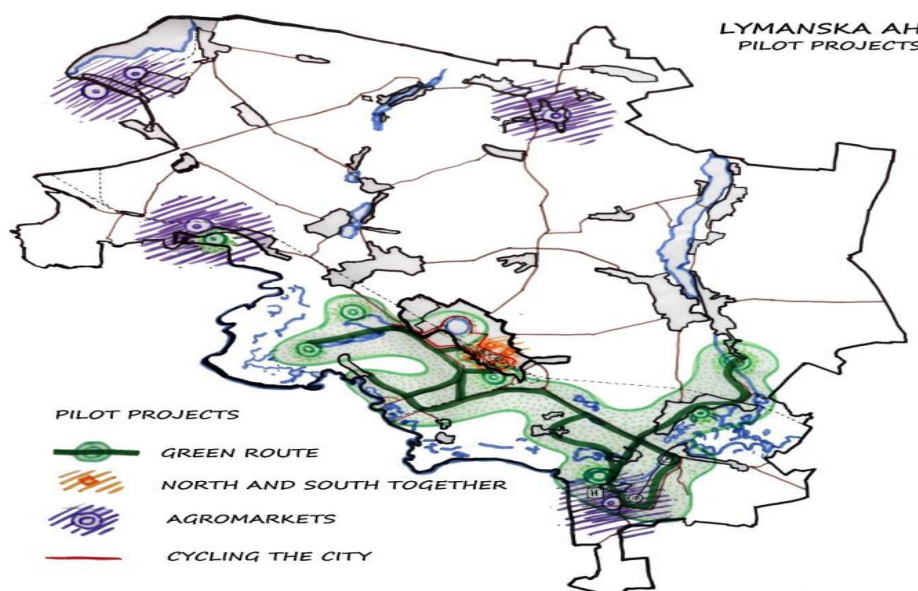 LYMANSKA AH
PILOT PROJECTS
PILOT PROJECTS
GREEN ROUTE
NORTH AND SOUTH TOGETHER
AGROMARKETS
CYCLING THE CITY
H